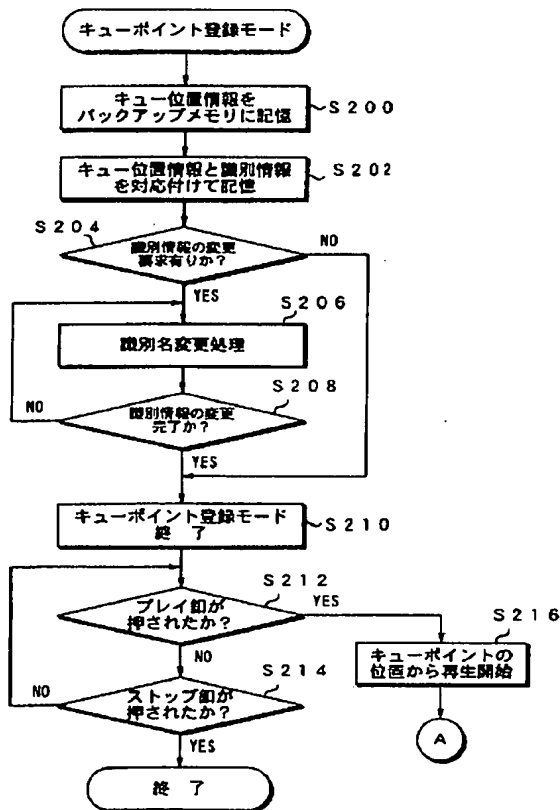 キューポイント登録モード
キュー位置情報を
バックアップメモリに記憶
S200
キュー位置情報と識別情報
を対応付けて記憶
S202
S204
識別情報の変更
要求有りか?
NO
YES
S206
識別名変更処理
S208
NO
識別情報の変更
完了か?
YES
キューポイント登録モード
終 了
S210
S212
プレイ釦が
押されたか?
YES
S216
キューポイントの
位置から再生開始
NO
S214
NO
ストップ釦が
押されたか?
A
YES
終 了